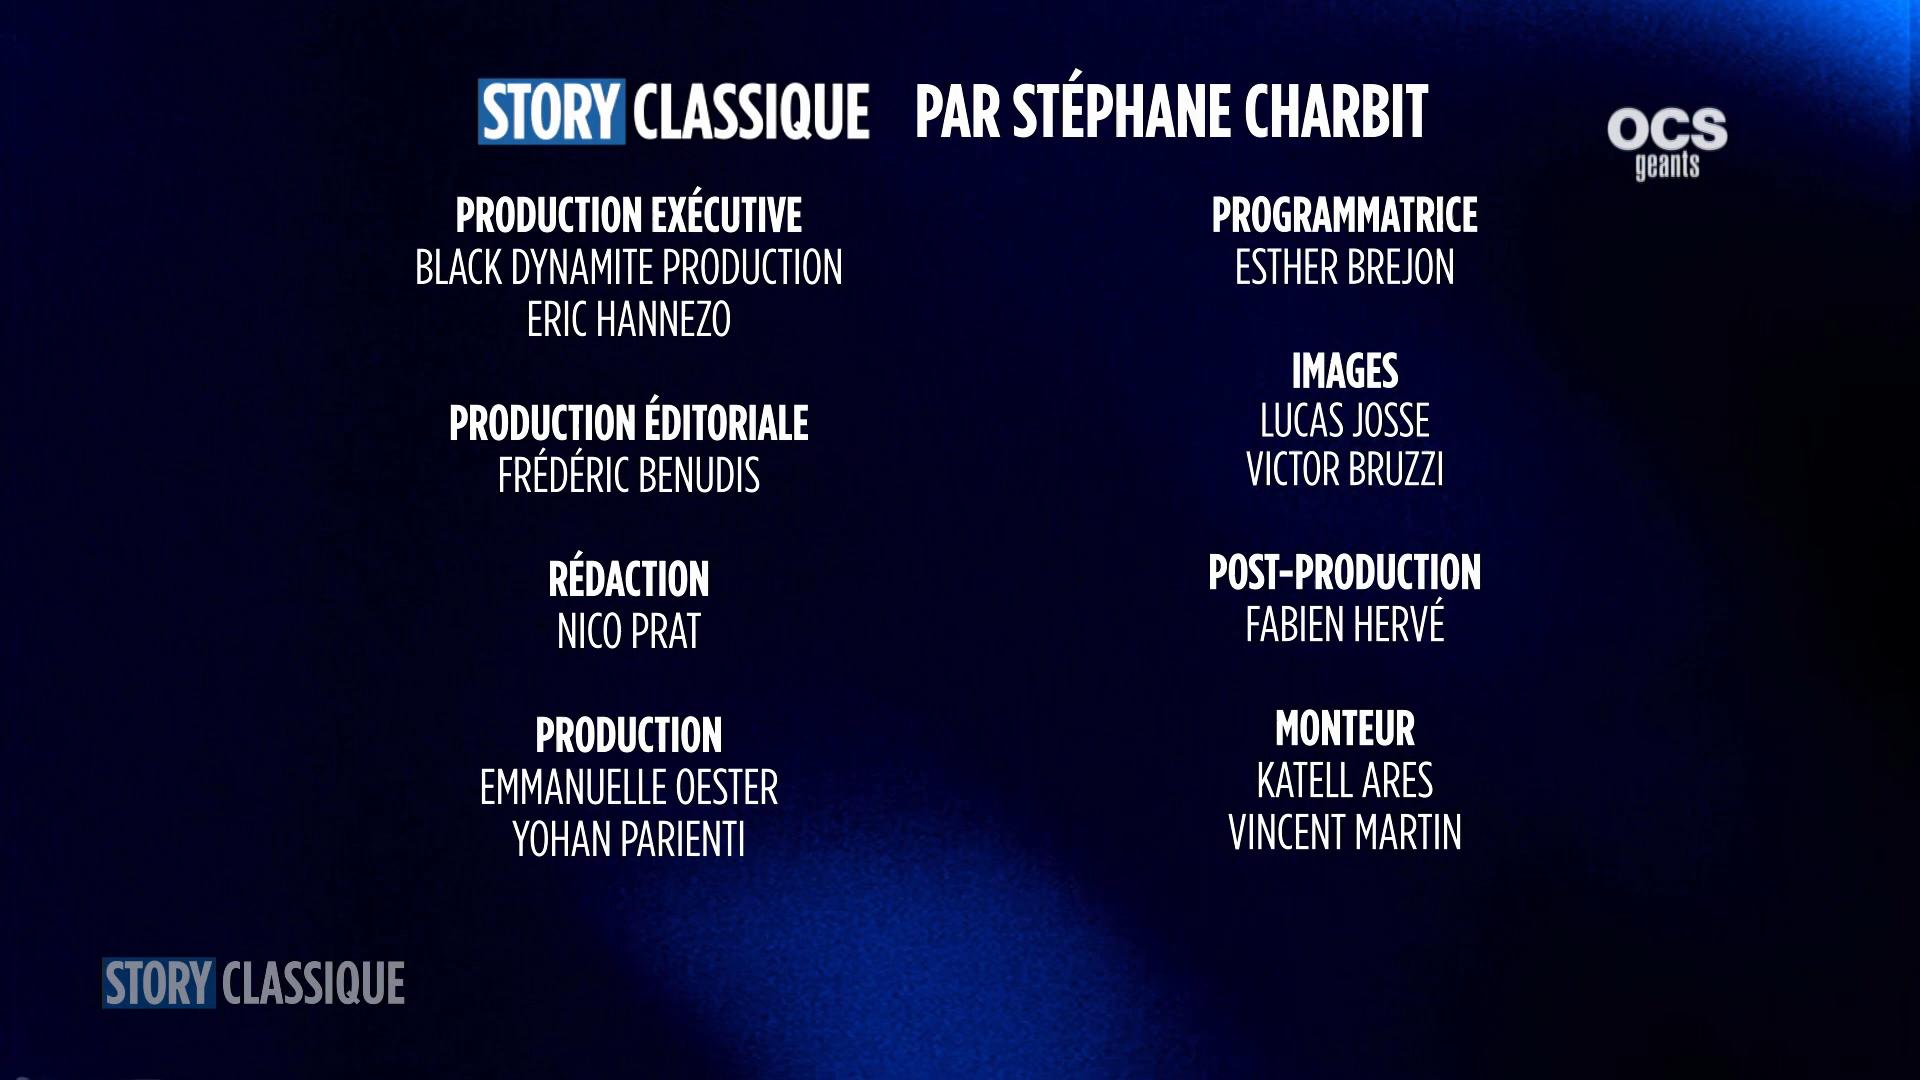 STORY CLASSIQUE PAR STÉPHANE CHARBIT
OCS
geants
PRODUCTION EXÉCUTIVE
BLACK DYNAMITE PRODUCTION
ERIC HANNEZO
PRODUCTION ÉDITORIALE
FRÉDÉRIC BENUDIS
RÉDACTION
NICO PRAT
PRODUCTION
EMMANUELLE OESTER
YOHAN PARIENTI
PROGRAMMATRICE
ESTHER BREJON
IMAGES
LUCAS JOSSE
VICTOR BRUZZI
POST-PRODUCTION
FABIEN HERVÉ
MONTEUR
KATELL ARES
VINCENT MARTIN
STORY CLASSIQUE